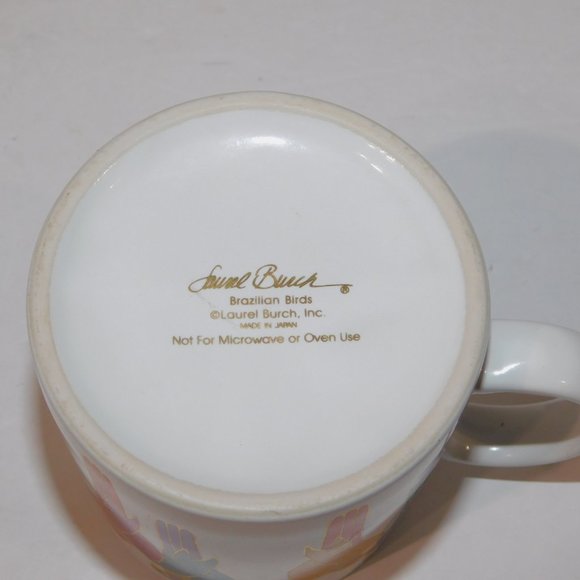 Laurel Burch ®
Brazilian Birds
©Laurel Burch, Inc.
MADE IN JAPAN
Not For Microwave or Oven Use